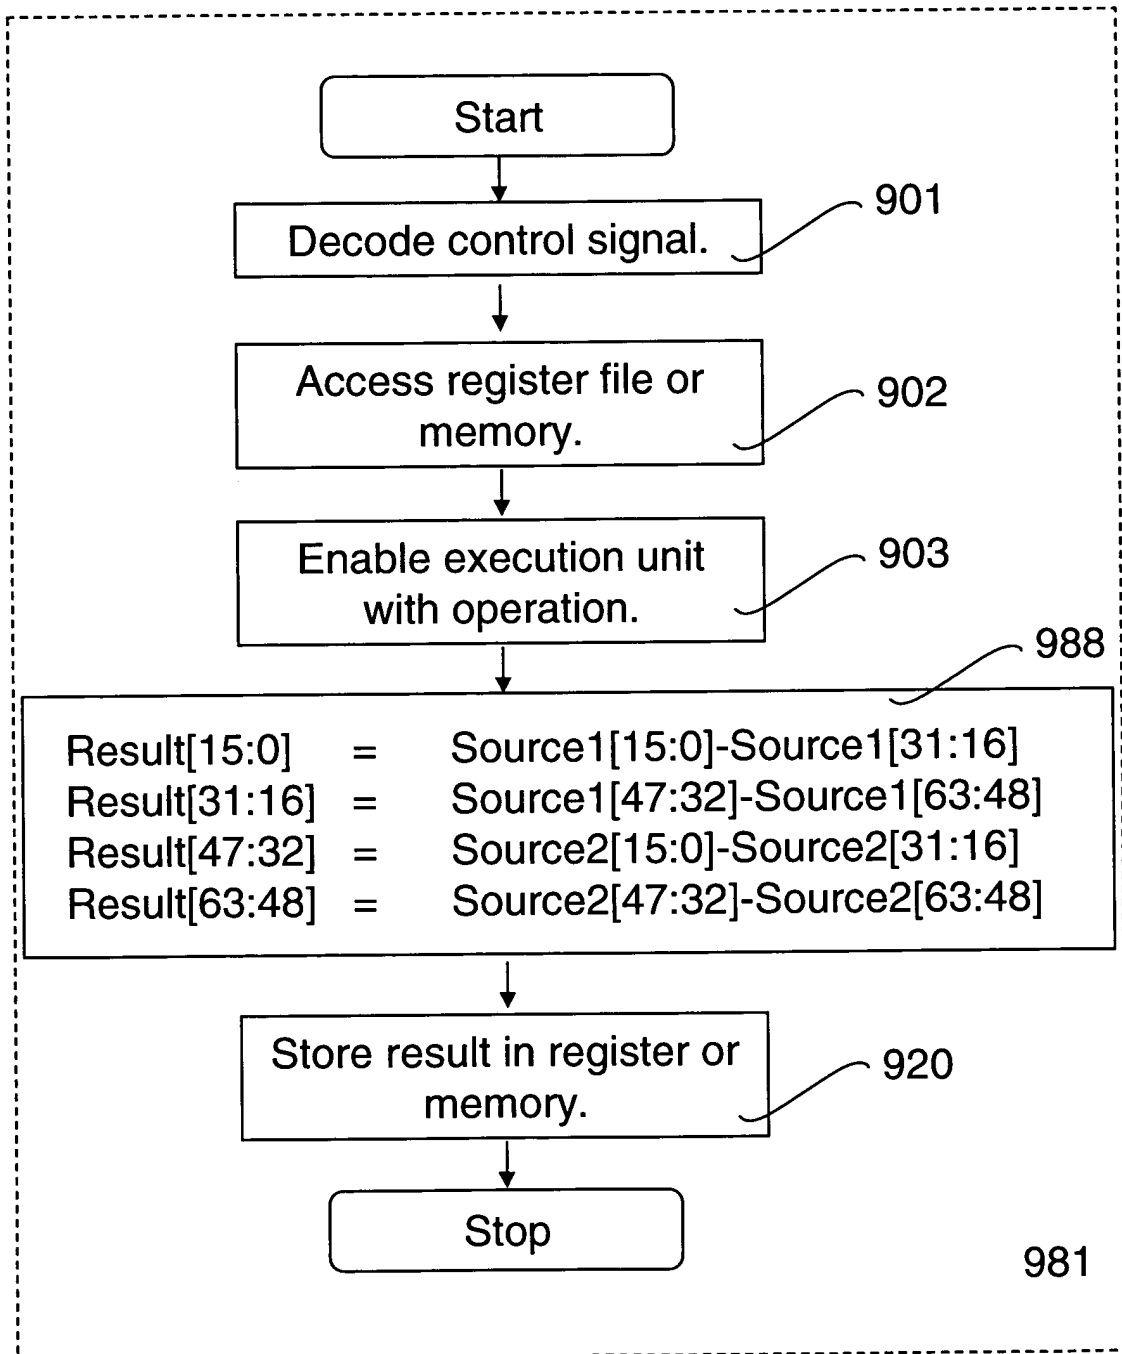 Start
Decode control signal.
901
Access register file or
memory.
902
Enable execution unit
with operation.
903
988
Result[15:0] = Source1[15:0]-Source1[31:16]
Result[31:16] = Source1[47:32]-Source1[63:48]
Result[47:32] = Source2[15:0]-Source2[31:16]
Result[63:48] = Source2[47:32]-Source2[63:48]
Store result in register or
memory.
920
Stop
981